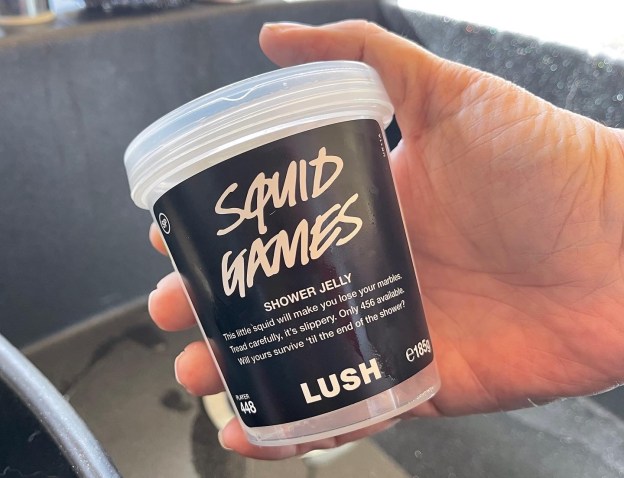 SQUID
GAMES
SHOWER JELLY
This little squid will make you lose your marbles.
Tread carefully, it's slippery. Only 456 available.
Will yours survive 'til the end of the shower?
PLAYER
448
LUSH
e185g